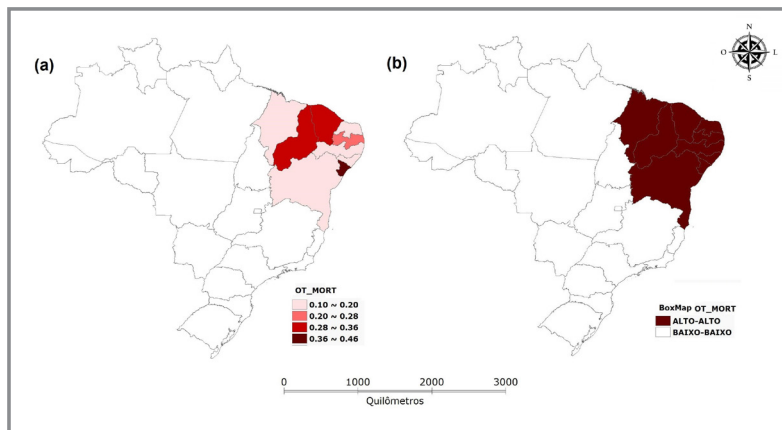 (a)
(b)
N
O
L
S
OT_MORT
0.10 ~ 0.20
0.20 ~ 0.28
0.28 ~ 0.36
0.36 ~ 0.46
BoxMap OT_MORT
ALTO-ALTO
BAIXO-BAIXO
0
1000
2000
3000
Quilômetros